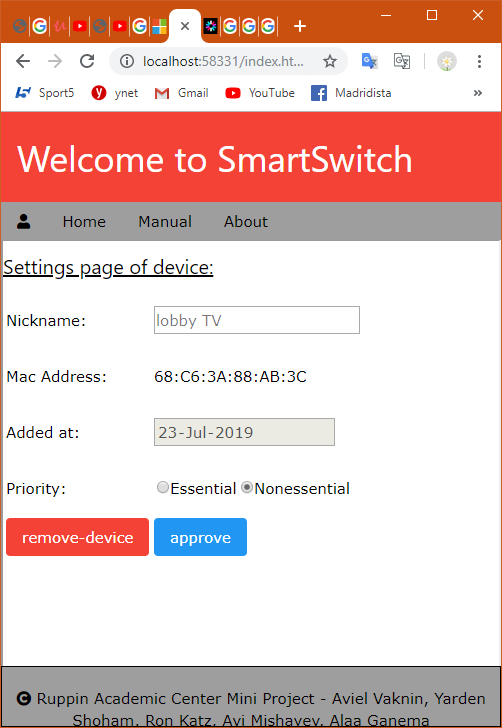 localhost:58331/index.ht...
Sport5 ynet Gmail YouTube Madridista
Welcome to SmartSwitch
Home Manual About
Settings page of device:
Nickname: lobby TV
Mac Address: 68:C6:3A:88:AB:3C
Added at: 23-Jul-2019
Priority: Essential Nonessential
remove-device approve
Ruppin Academic Center Mini Project - Aviel Vaknin, Yarden
Shoham, Ron Katz, Avi Mishayev, Alaa Ganema